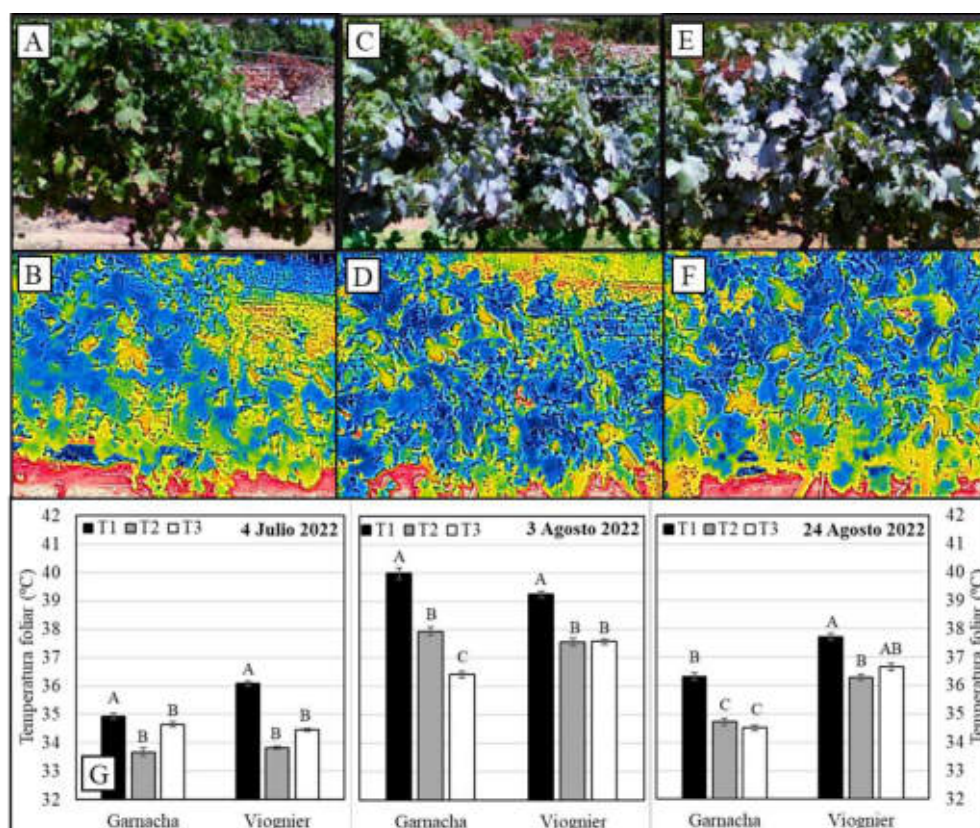 A
C
E
B
D
F
42
41
40
39
38
37
36
35
34
33
32
Temperatura foliar (°C)
T1 T2 T3 4 Julio 2022
A
B
B
A
B
B
G
Garnacha Viognier
T1 T2 T3 3 Agosto 2022
A
B
C
A
B
B
Garnacha Viognier
T1 T2 T3 24 Agosto 2022
B
C
C
A
B
AB
Garnacha Viognier
42
41
40
39
38
37
36
35
34
33
32
Temperatura foliar (°C)